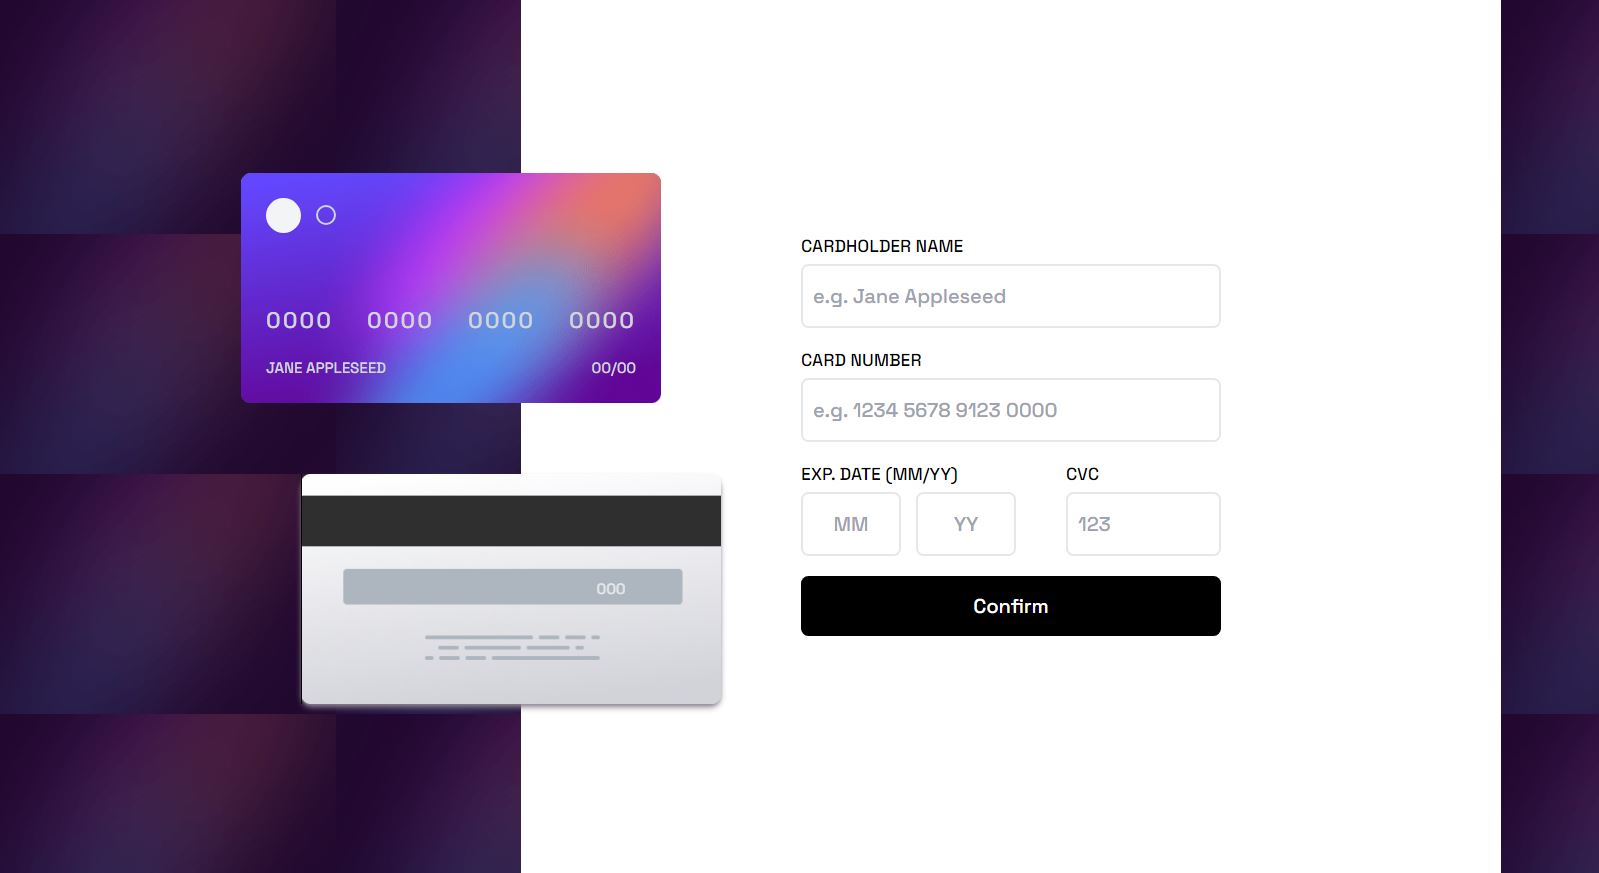 0000 0000 0000 0000
JANE APPLESEED 00/00
000
CARDHOLDER NAME
e.g. Jane Appleseed
CARD NUMBER
e.g. 1234 5678 9123 0000
EXP. DATE (MM/YY) CVC
MM YY 123
Confirm